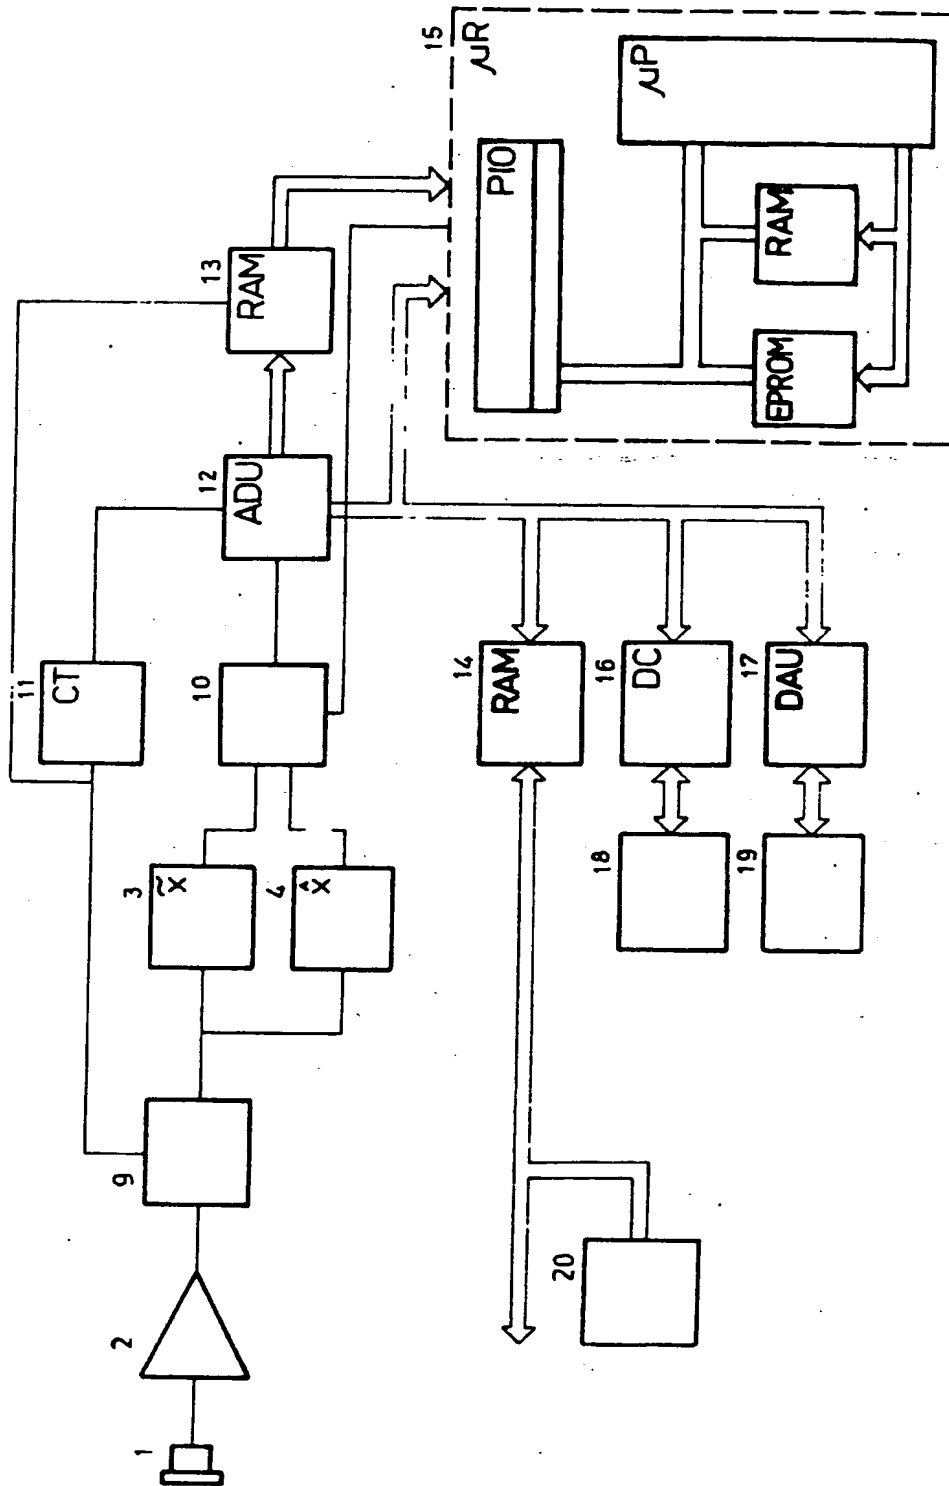 1
2
9
3
x̃
4
x̂
11
CT
10
12
ADU
13
RAM
14
RAM
16
DC
17
DAU
18
19
20
15
μR
PIO
μP
RAM
EPROM